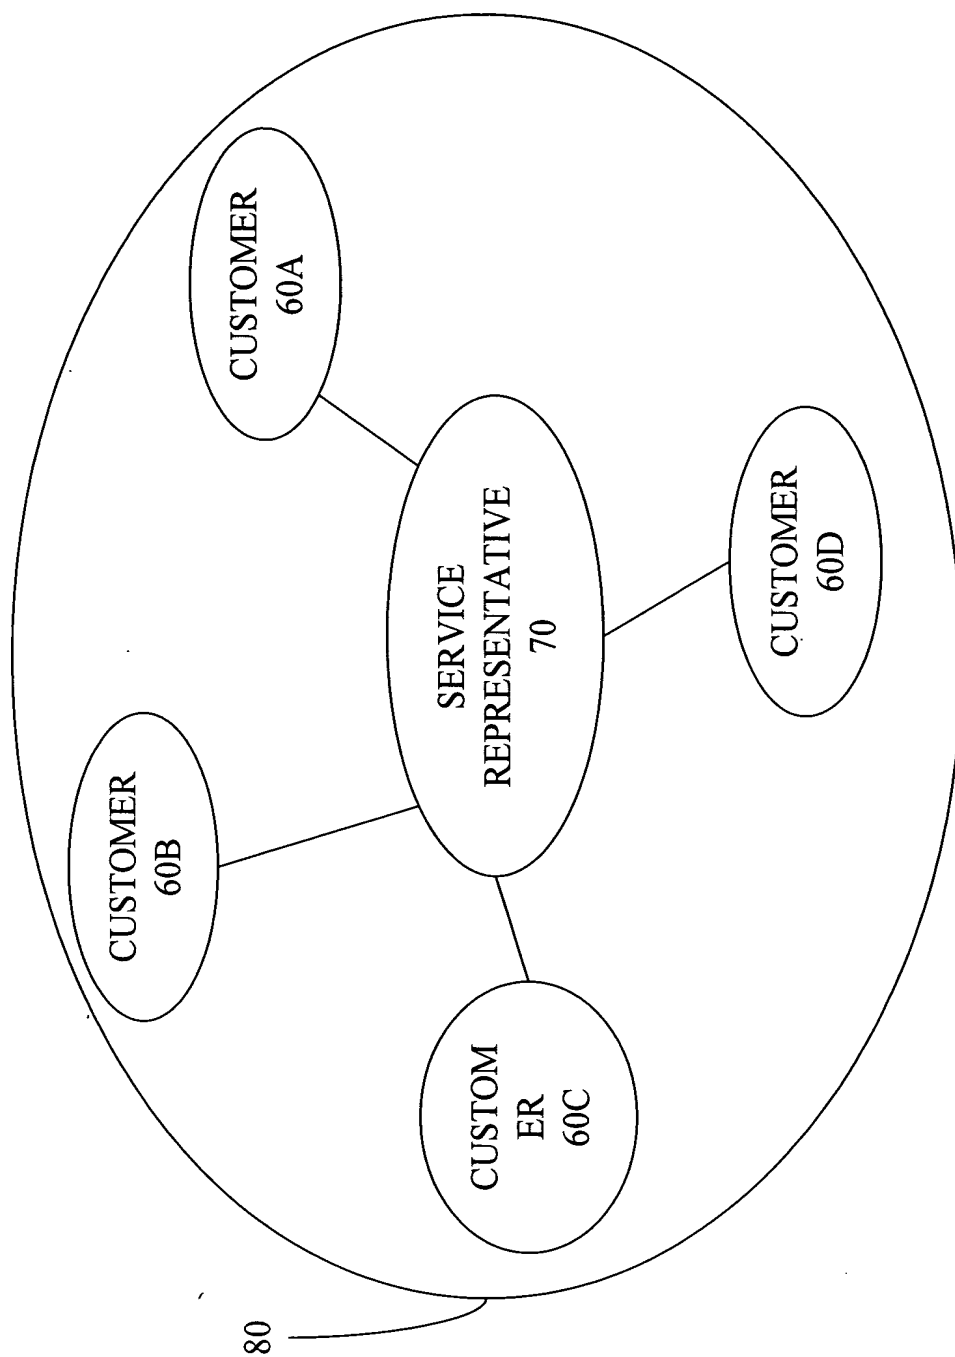 CUSTOMER
60A
CUSTOMER
60B
SERVICE
REPRESENTATIVE
70
CUSTOM
ER
60C
CUSTOMER
60D
80